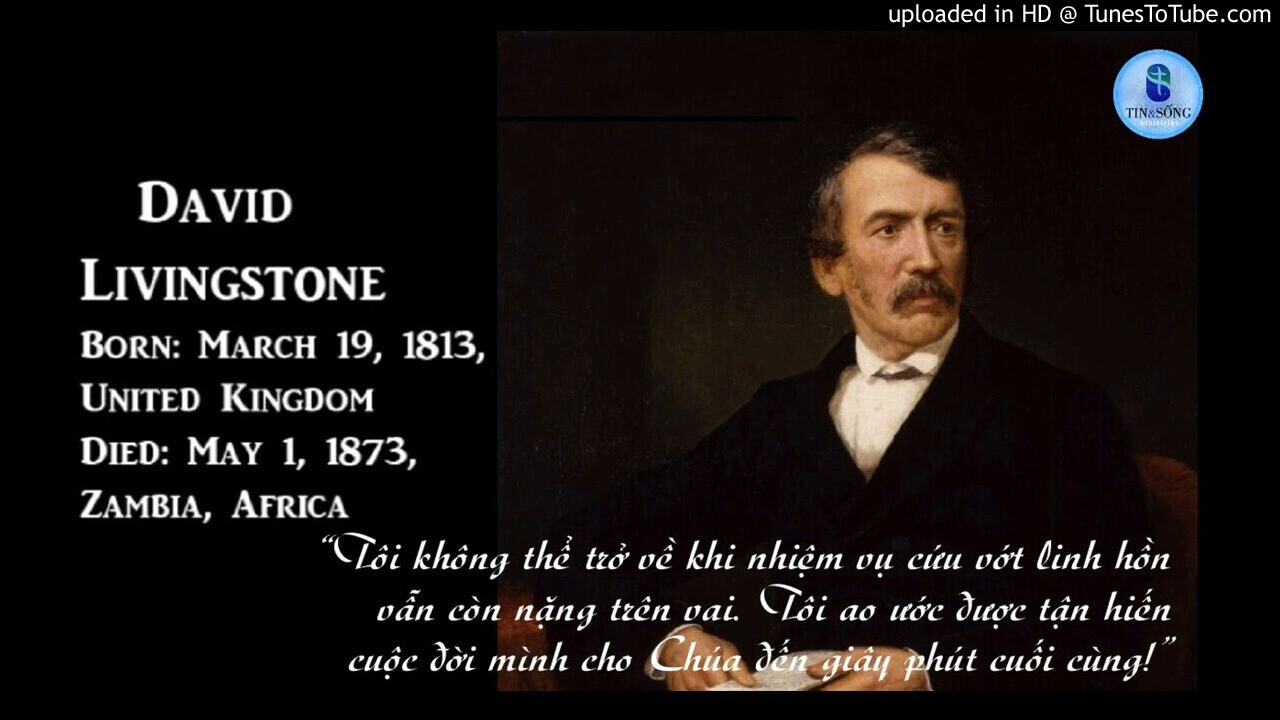 uploaded in HD @ TunesToTube.com
TIN&SỐNG
ministries
DAVID
LIVINGSTONE
BORN: MARCH 19, 1813,
UNITED KINGDOM
DIED: MAY 1, 1873,
ZAMBIA, AFRICA
“Tôi không thể trở về khi nhiệm vụ cứu vớt linh hồn
vẫn còn nặng trên vai. Tôi ao ước được tận hiến
cuộc đời mình cho Chúa đến giây phút cuối cùng!”